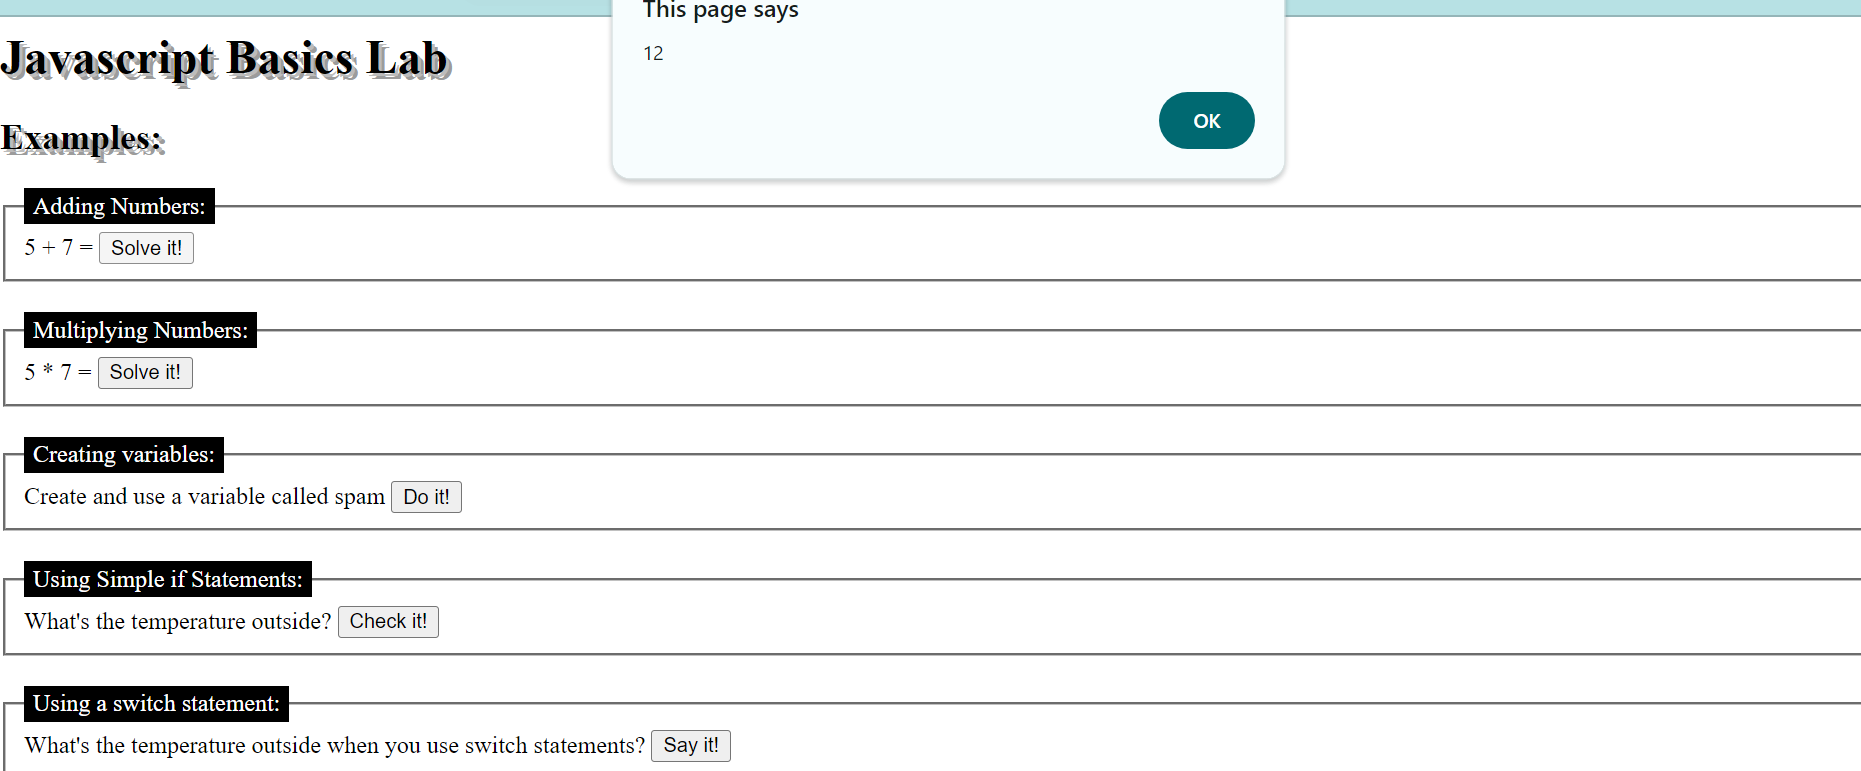 This page says
12
OK
Javascript Basics Lab
Examples:
Adding Numbers:
5 + 7 = Solve it!
Multiplying Numbers:
5 * 7 = Solve it!
Creating variables:
Create and use a variable called spam Do it!
Using Simple if Statements:
What's the temperature outside? Check it!
Using a switch statement:
What's the temperature outside when you use switch statements? Say it!